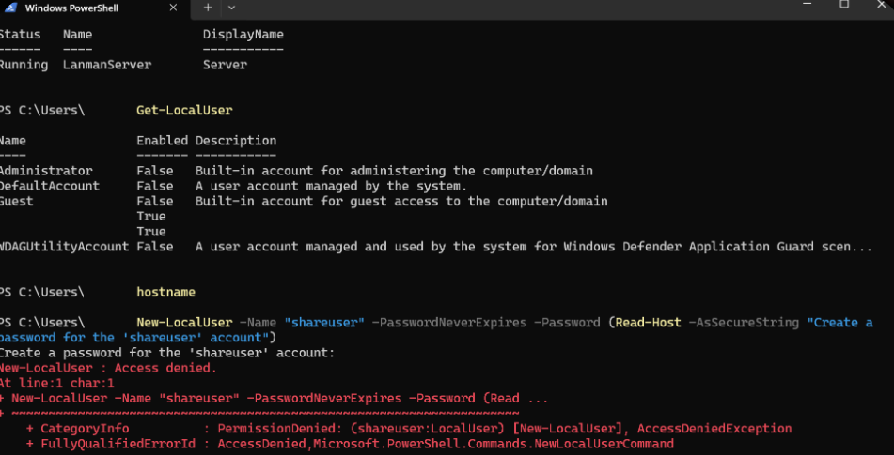 Windows PowerShell
Status Name DisplayName
------ ---- -----------
Running LanmanServer Server
PS C:\Users\ Get-LocalUser
Name Enabled Description
---- ------- -----------
Administrator False Built-in account for administering the computer/domain
DefaultAccount False A user account managed by the system.
Guest False Built-in account for guest access to the computer/domain
True
True
WDAGUtilityAccount False A user account managed and used by the system for Windows Defender Application Guard scen...
PS C:\Users\ hostname
PS C:\Users\ New-LocalUser -Name "shareuser" -PasswordNeverExpires -Password (Read-Host -AsSecureString "Create a
password for the 'shareuser' account")
Create a password for the 'shareuser' account:
New-LocalUser : Access denied.
At line:1 char:1
+ New-LocalUser -Name "shareuser" -PasswordNeverExpires -Password (Read ...
+ ~~~~~~~~~~~~~~~~~~~~~~~~~~~~~~~~~~~~~~~~~~~~~~~~~~~~~~~~~~~~~~~~~~~~~
+ CategoryInfo : PermissionDenied: (shareuser:LocalUser) [New-LocalUser], AccessDeniedException
+ FullyQualifiedErrorId : AccessDenied,Microsoft.PowerShell.Commands.NewLocalUserCommand